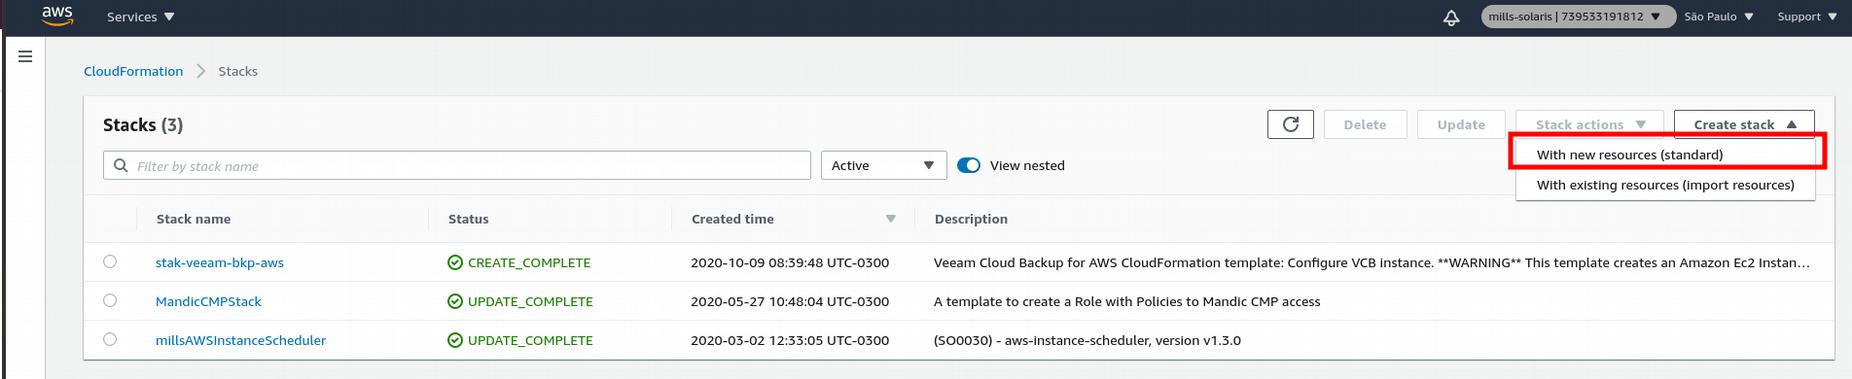 aws Services mills-solaris | 739533191812 São Paulo Support
CloudFormation Stacks
Stacks (3) Delete Update Stack actions Create stack
Filter by stack name Active View nested
With new resources (standard)
With existing resources (import resources)
Stack name Status Created time Description
stak-veeam-bkp-aws CREATE_COMPLETE 2020-10-09 08:39:48 UTC-0300 Veeam Cloud Backup for AWS CloudFormation template: Configure VCB instance. **WARNING** This template creates an Amazon Ec2 Instan...
MandicCMPStack UPDATE_COMPLETE 2020-05-27 10:48:04 UTC-0300 A template to create a Role with Policies to Mandic CMP access
millsAWSInstanceScheduler UPDATE_COMPLETE 2020-03-02 12:33:05 UTC-0300 (SO0030) - aws-instance-scheduler, version v1.3.0